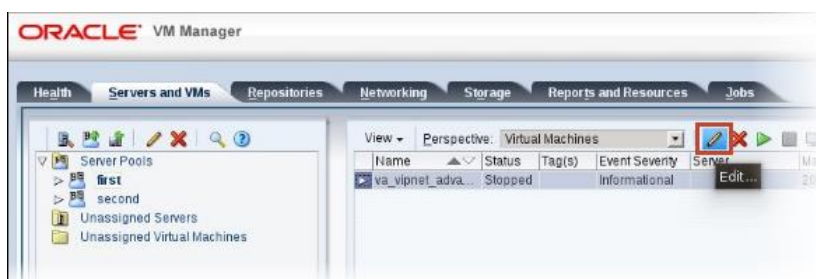 ORACLE VM Manager
Health Servers and VMs Repositories Networking Storage Reports and Resources Jobs
View Perspective: Virtual Machines
Name Status Tag(s) Event Severity Server
va_vipnet_adva... Stopped Informational
Edit...
Server Pools
first
second
Unassigned Servers
Unassigned Virtual Machines